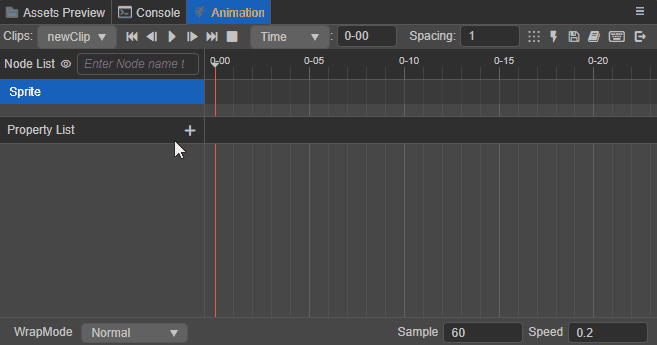 Assets Preview Console Animation
Clips: newClip Time : 0-00 Spacing: 1
Node List Enter Node name t 0-00 0-05 0-10 0-15 0-20
Sprite
Property List +
WrapMode Normal Sample 60 Speed 0.2